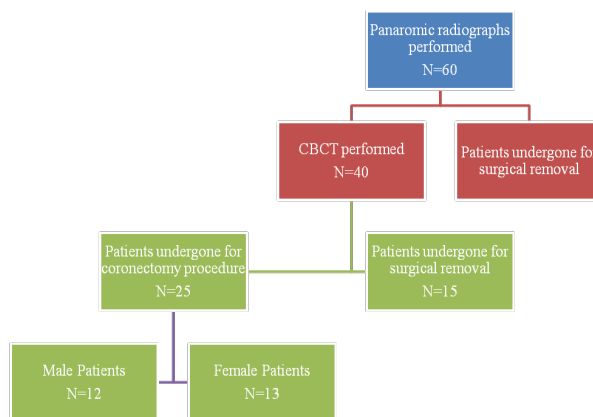 Panaromic radiographs
performed
N=60
CBCT performed
N=40
Patients undergone fo
surgical removal
Patients undergone for
coronectomy procedure
N=25
Patients undergone for
surgical removal
N=15
Male Patients
N=12
Female Patients
N=13